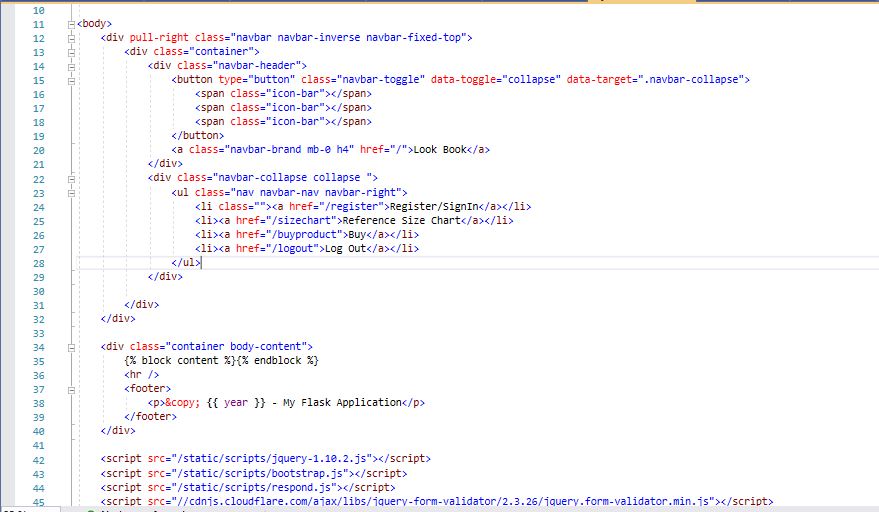 10
11 <body>
12 <div pull-right class="navbar navbar-inverse navbar-fixed-top">
13 <div class="container">
14 <div class="navbar-header">
15 <button type="button" class="navbar-toggle" data-toggle="collapse" data-target=".navbar-collapse">
16 <span class="icon-bar"></span>
17 <span class="icon-bar"></span>
18 <span class="icon-bar"></span>
19 </button>
20 <a class="navbar-brand mb-0 h4" href="/">Look Book</a>
21 </div>
22 <div class="navbar-collapse collapse ">
23 <ul class="nav navbar-nav navbar-right">
24 <li class=""><a href="/register">Register/SignIn</a></li>
25 <li><a href="/sizechart">Reference Size Chart</a></li>
26 <li><a href="/buyproduct">Buy</a></li>
27 <li><a href="/logout">Log Out</a></li>
28 </ul>
29 </div>
30
31 </div>
32 </div>
33
34 <div class="container body-content">
35 {% block content %}{% endblock %}
36 <hr />
37 <footer>
38 <p>&copy; {{ year }} - My Flask Application</p>
39 </footer>
40 </div>
41
42 <script src="/static/scripts/jquery-1.10.2.js"></script>
43 <script src="/static/scripts/bootstrap.js"></script>
44 <script src="/static/scripts/respond.js"></script>
45 <script src="//cdnjs.cloudflare.com/ajax/libs/jquery-form-validator/2.3.26/jquery.form-validator.min.js"></script>